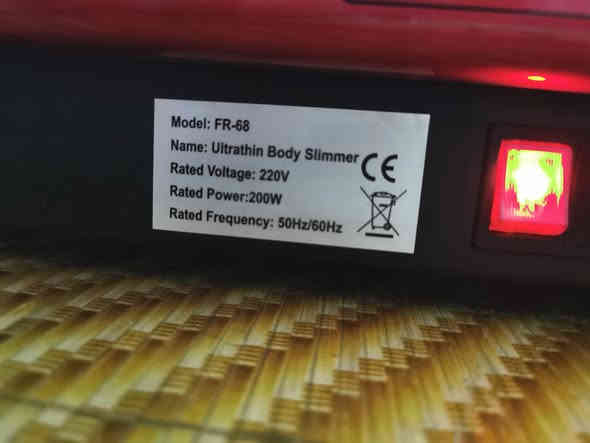 Model: FR-68
Name: Ultrathin Body Slimmer
Rated Voltage: 220V
Rated Power:200W
Rated Frequency: 50Hz/60Hz
CE